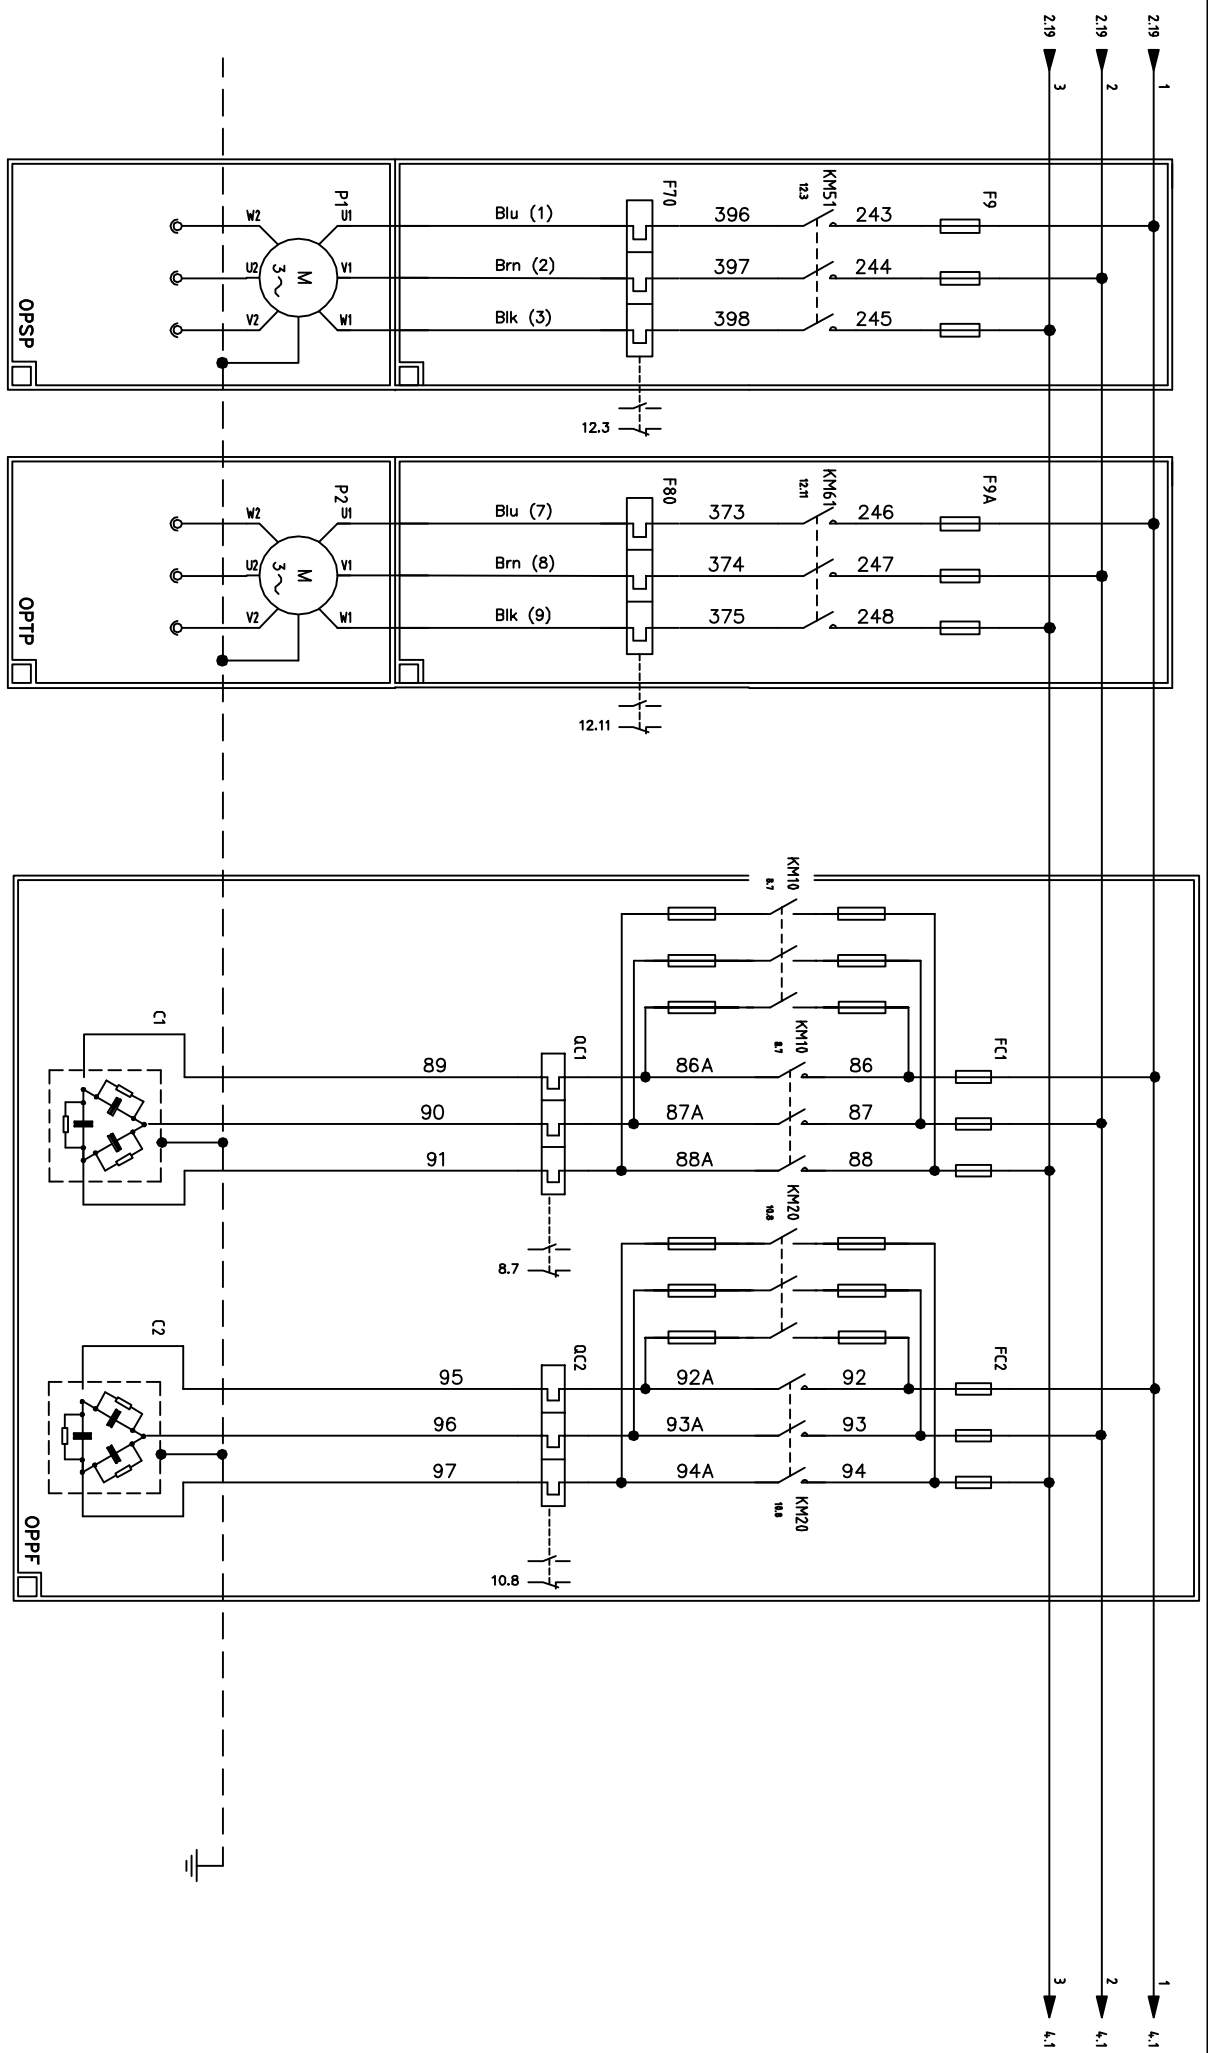 2.19
2.19
2.19
3
2
1
P1
W2
U1
U2
V1
V2
W1
M
3~
Blu (1)
Brn (2)
Blk (3)
F70
396
397
398
KM51
12.3
243
244
245
F9
OPSP
12.3
P2
W2
U1
U2
V1
V2
W1
M
3~
Blu (7)
Brn (8)
Blk (9)
F80
373
374
375
KM61
12.11
246
247
248
F9A
OPTP
12.11
KM10
8.7
C1
89
90
91
QC1
86A
87A
88A
KM10
8.7
86
87
88
FC1
8.7
KM20
10.8
C2
95
96
97
QC2
92A
93A
94A
92
93
94
FC2
KM20
10.8
OPPF
10.8
3
2
1
4.1
4.1
4.1